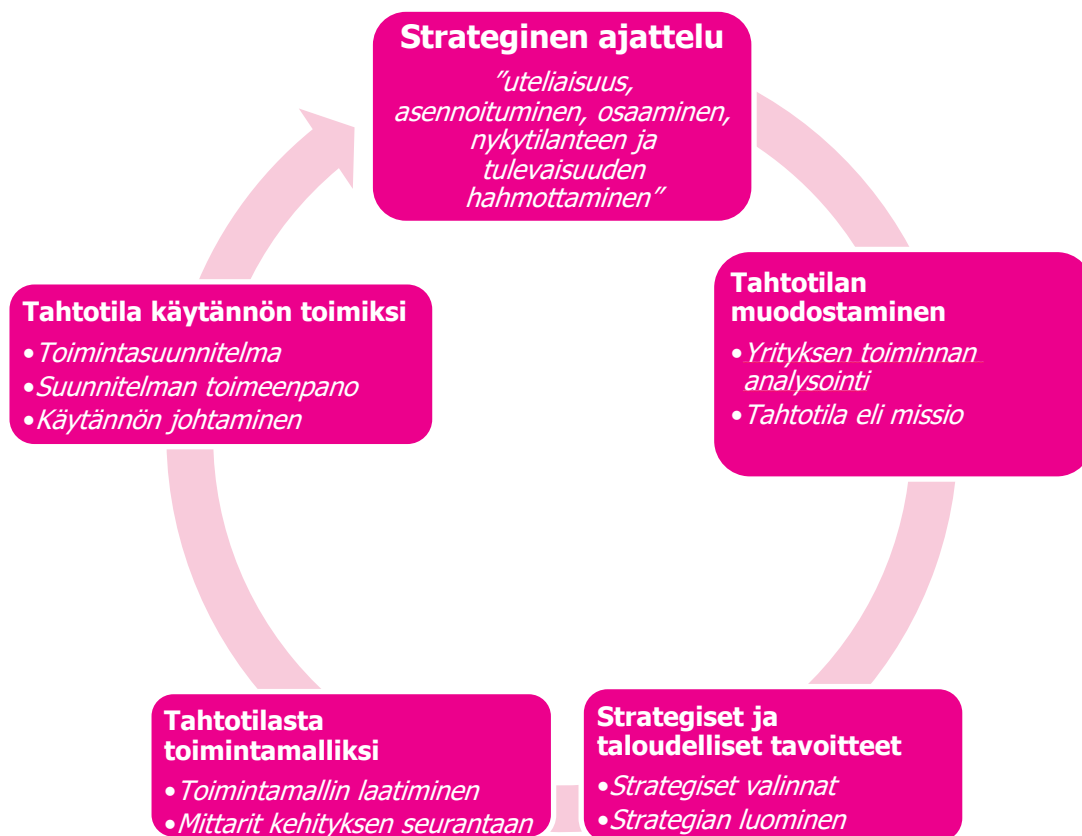 Strateginen ajattelu
”uteliaisuus,
asennoituminen, osaaminen,
nykytilanteen ja
tulevaisuuden
hahmottaminen”
Tahtotilan
muodostaminen
•Yrityksen toiminnan
analysointi
•Tahtotila eli missio
Strategiset ja
taloudelliset tavoitteet
•Strategiset valinnat
•Strategian luominen
Tahtotilasta
toimintamalliksi
•Toimintamallin laatiminen
•Mittarit kehityksen seurantaan
Tahtotila käytännön toimiksi
•Toimintasuunnitelma
•Suunnitelman toimeenpano
•Käytännön johtaminen